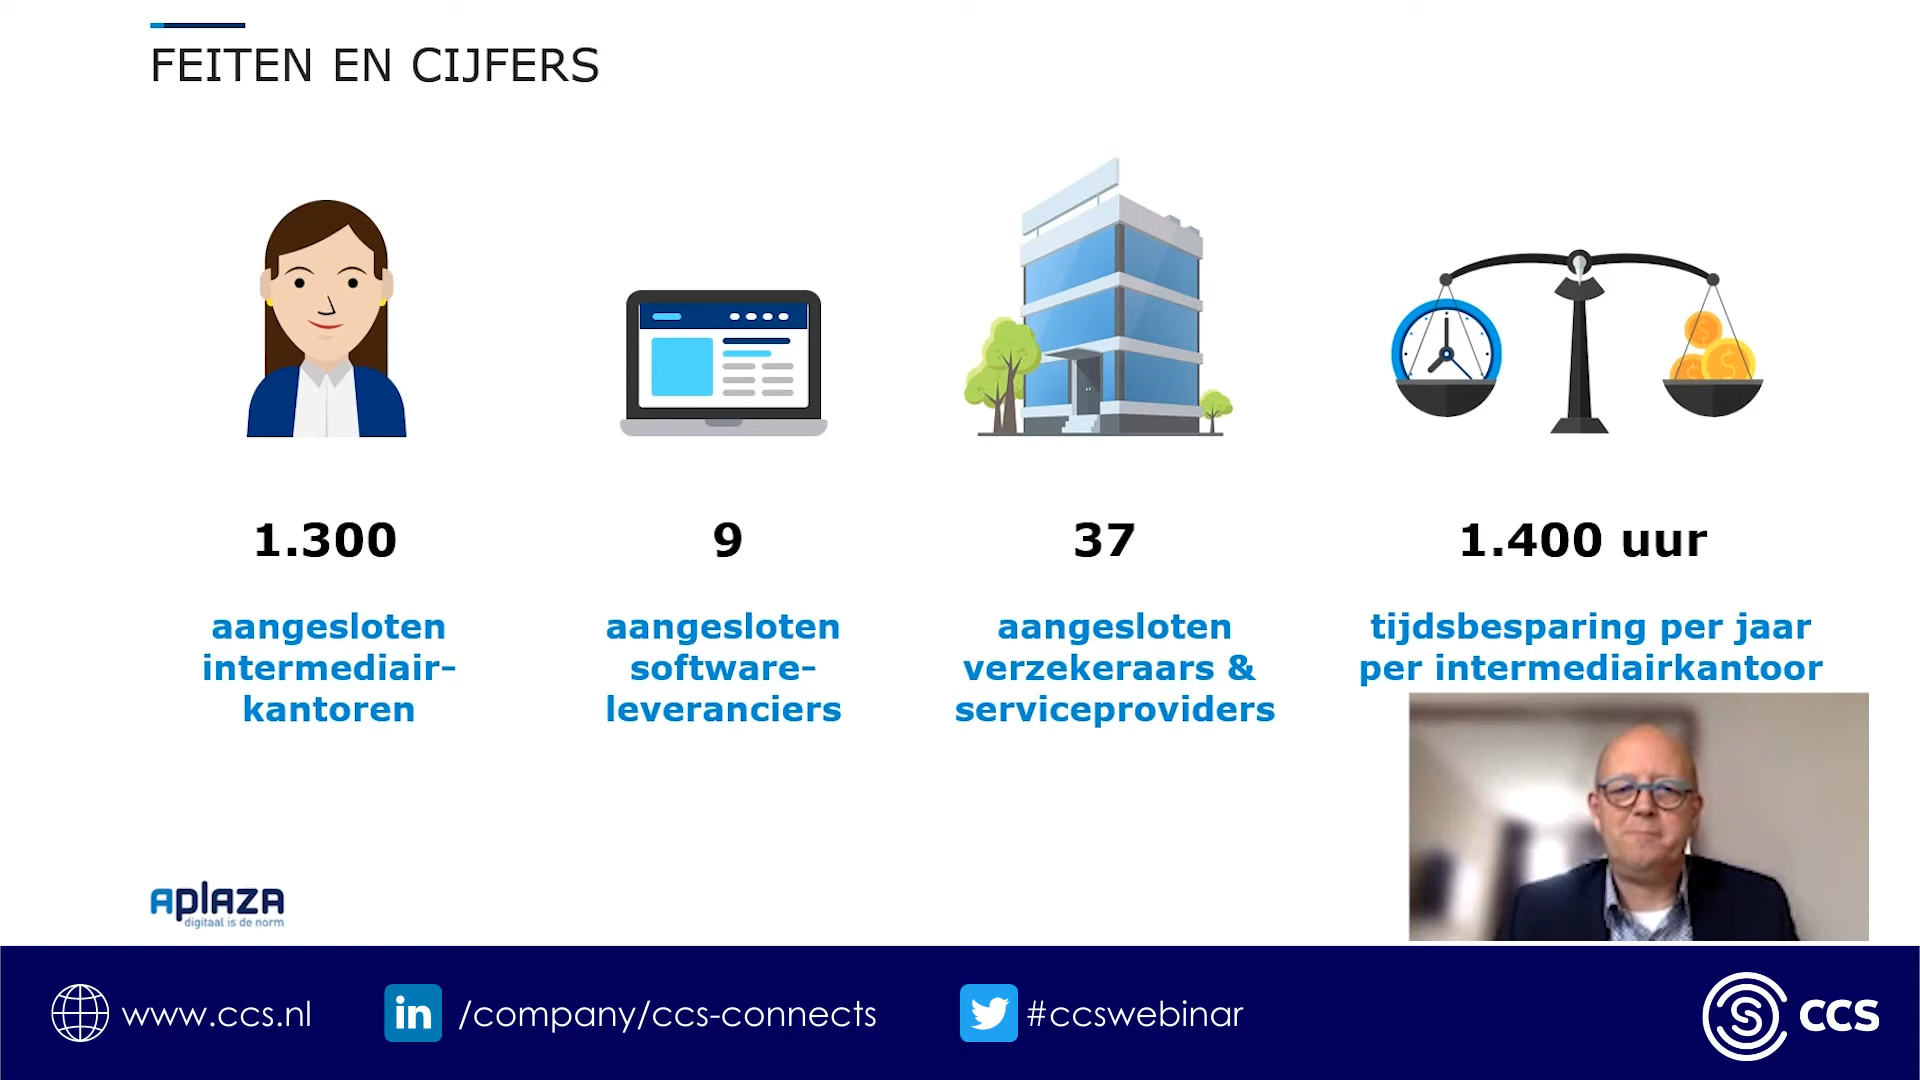 FEITEN EN CIJFERS
1.300
aangesloten
intermediair-
kantoren
9
aangesloten
software-
leveranciers
37
aangesloten
verzekeraars &
serviceproviders
1.400 uur
tijdsbesparing per jaar
per intermediairkantoor
aplaza
digitaal is de norm
www.ccs.nl
in
/company/ccs-connects
#ccswebinar
CCS